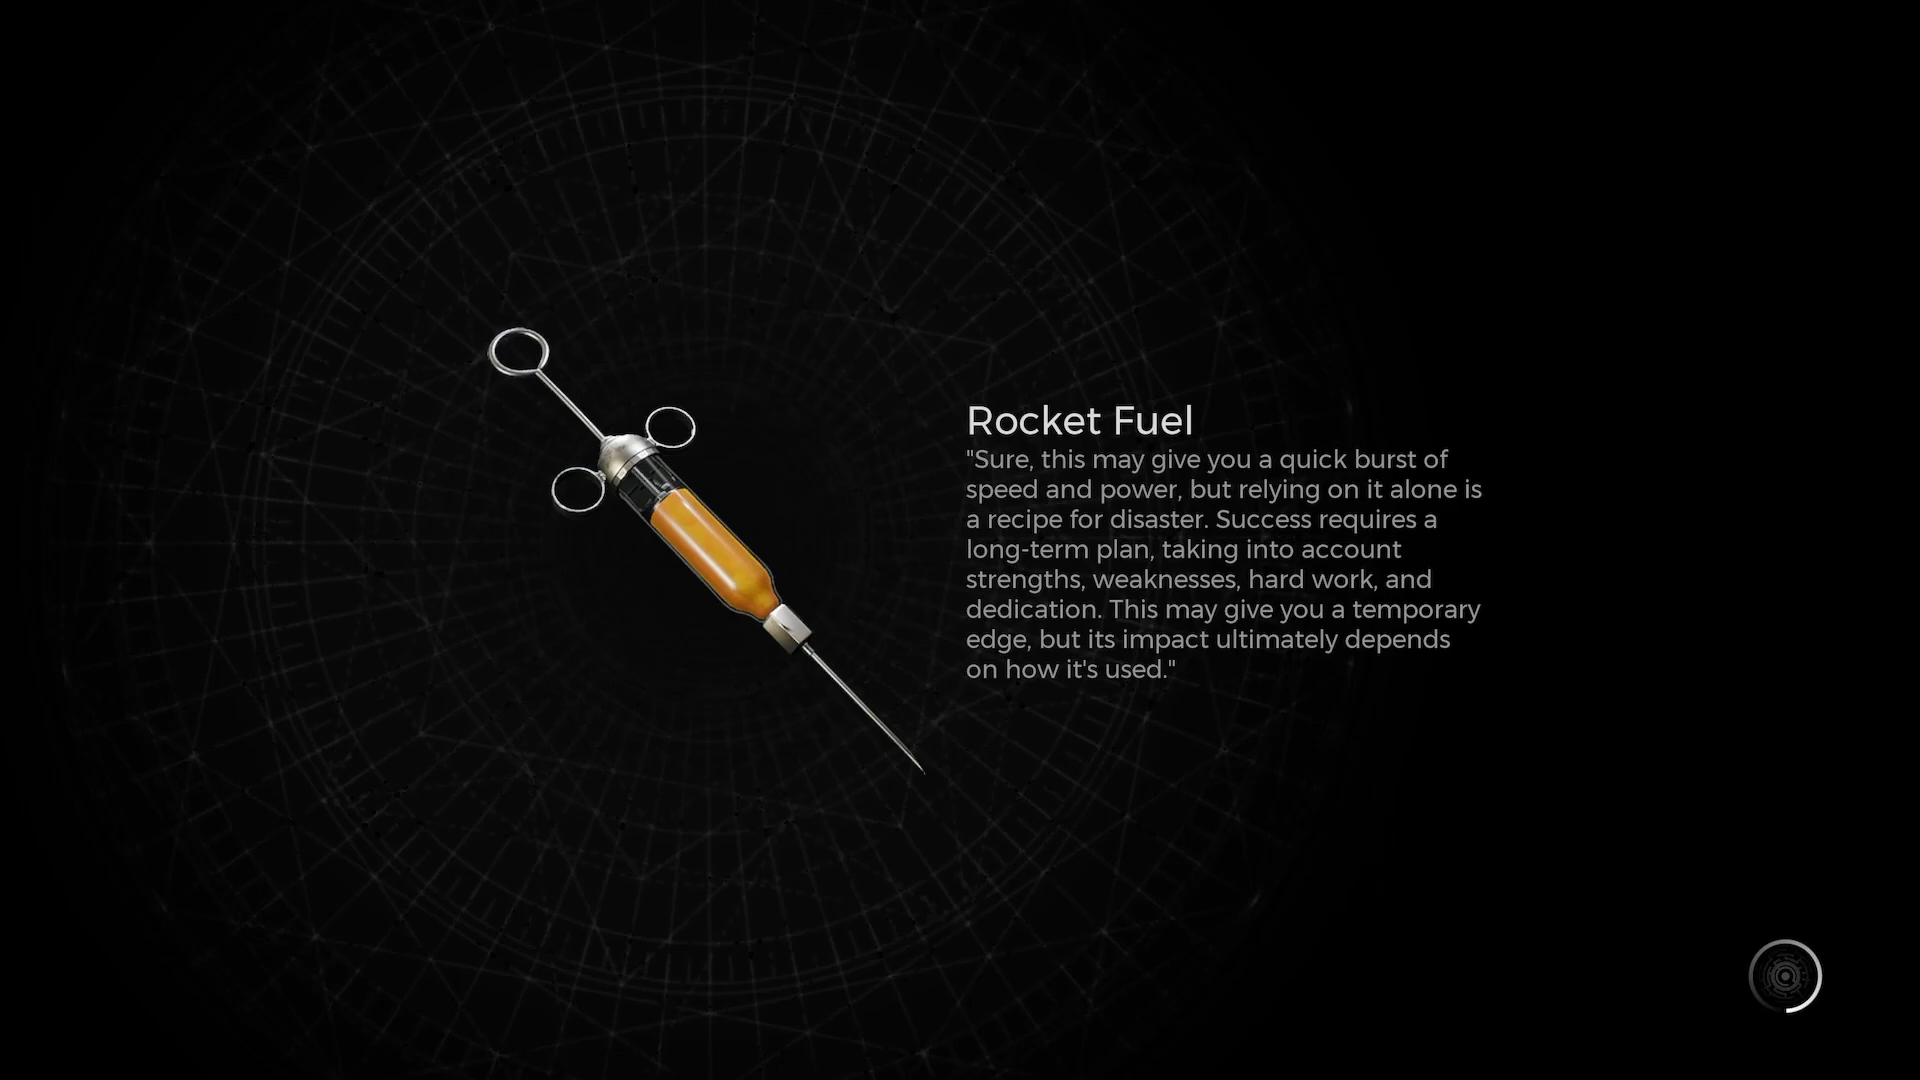 Rocket Fuel
"Sure, this may give you a quick burst of
speed and power, but relying on it alone is
a recipe for disaster. Success requires a
long-term plan, taking into account
strengths, weaknesses, hard work, and
dedication. This may give you a temporary
edge, but its impact ultimately depends
on how it's used."